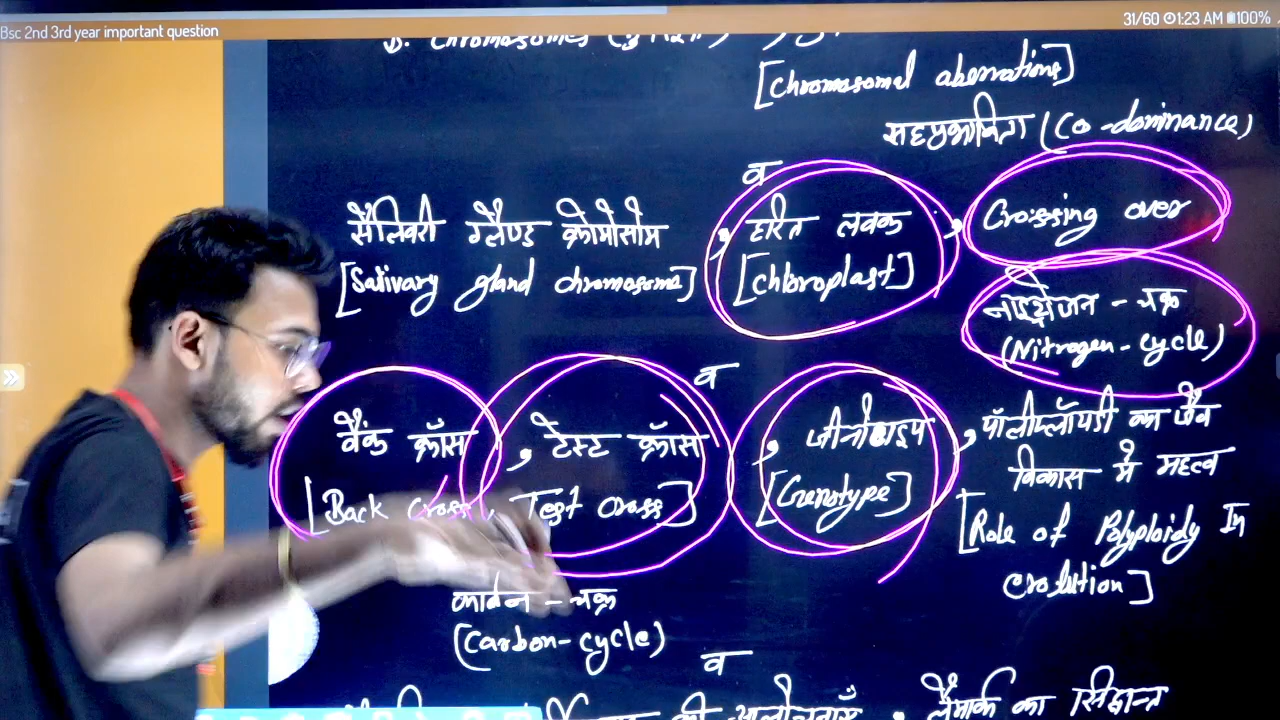 Bsc 2nd 3rd year important question
31/60 1:23 AM 100%
[Chromosomal aberrations]
सहप्रभाविता (Co-dominance)
व
सैलिवरी ग्लैण्ड क्रोमोसोम , हरित लवक , Crossing over
[Salivary gland chromosome] [Chloroplast]
नाइट्रोजन - चक्र
(Nitrogen-cycle)
व
बैक क्रॉस , टेस्ट क्रॉस , जीनोटाइप , पॉलीप्लॉयडी का जैव
विकास में महत्व
[Back cross, Test cross] [Genotype] [Role of Polyploidy In
evolution]
कार्बन - चक्र
(Carbon-cycle)
व
की आलोचनाएँ , लैमार्क का सिद्धान्त